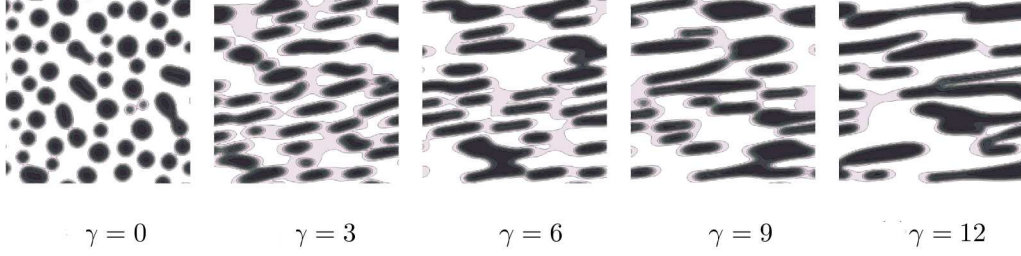 γ = 0 γ = 3 γ = 6 γ = 9 γ = 12